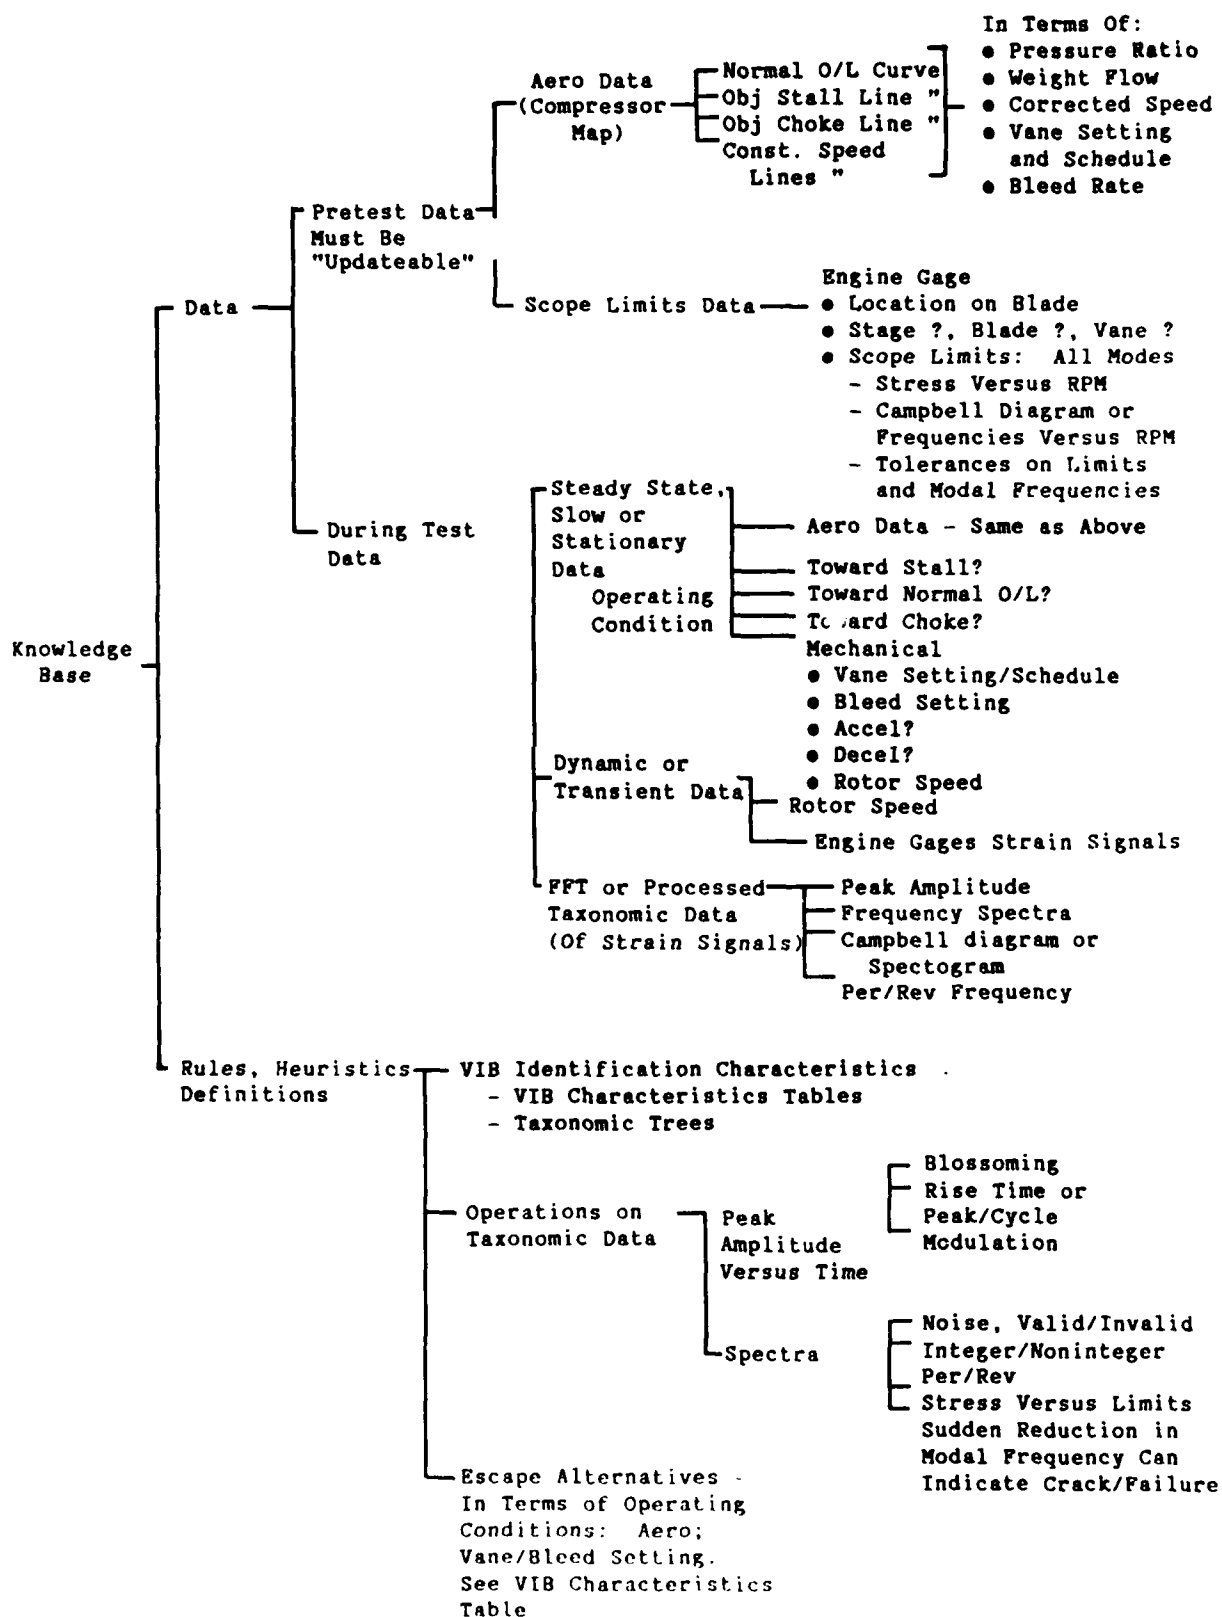 In Terms Of:
● Pressure Ratio
● Weight Flow
● Corrected Speed
● Vane Setting
and Schedule
● Bleed Rate
Aero Data
(Compressor
Map)
Normal O/L Curve
Obj Stall Line "
Obj Choke Line "
Const. Speed
Lines "
Pretest Data
Must Be
"Updateable"
Data
Scope Limits Data
Engine Gage
● Location on Blade
● Stage ?, Blade ?, Vane ?
● Scope Limits: All Modes
- Stress Versus RPM
- Campbell Diagram or
Frequencies Versus RPM
- Tolerances on Limits
and Modal Frequencies
During Test
Data
Steady State,
Slow or
Stationary
Data
Operating
Condition
Aero Data - Same as Above
Toward Stall?
Toward Normal O/L?
Toward Choke?
Mechanical
● Vane Setting/Schedule
● Bleed Setting
● Accel?
● Decel?
● Rotor Speed
Knowledge
Base
Dynamic or
Transient Data
Rotor Speed
Engine Gages Strain Signals
FFT or Processed
Taxonomic Data
(Of Strain Signals)
Peak Amplitude
Frequency Spectra
Campbell diagram or
Spectogram
Per/Rev Frequency
Rules, Heuristics
Definitions
VIB Identification Characteristics
- VIB Characteristics Tables
- Taxonomic Trees
Operations on
Taxonomic Data
Peak
Amplitude
Versus Time
Blossoming
Rise Time or
Peak/Cycle
Modulation
Spectra
Noise, Valid/Invalid
Integer/Noninteger
Per/Rev
Stress Versus Limits
Sudden Reduction in
Modal Frequency Can
Indicate Crack/Failure
Escape Alternatives -
In Terms of Operating
Conditions: Aero;
Vane/Bleed Setting.
See VIB Characteristics
Table